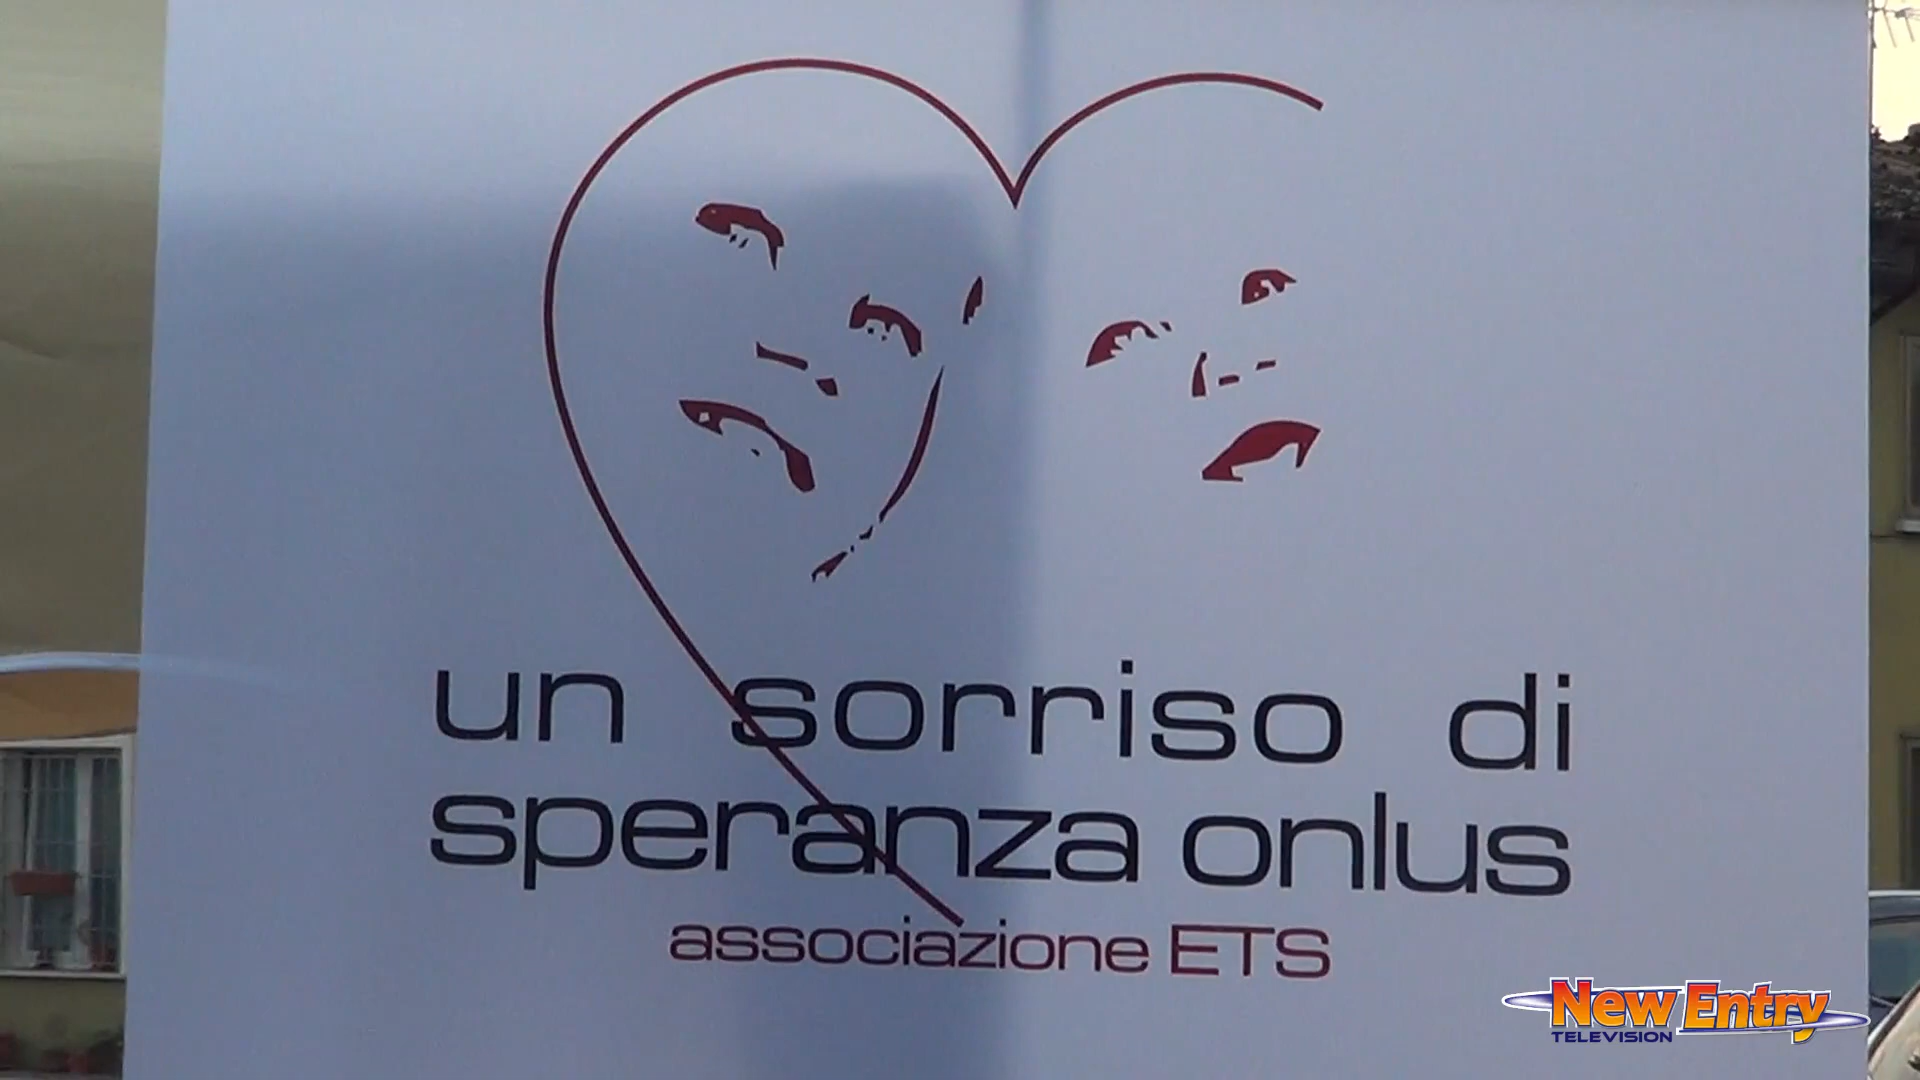 un sorriso di
speranza onlus
associazione ETS
New Entry
TELEVISION